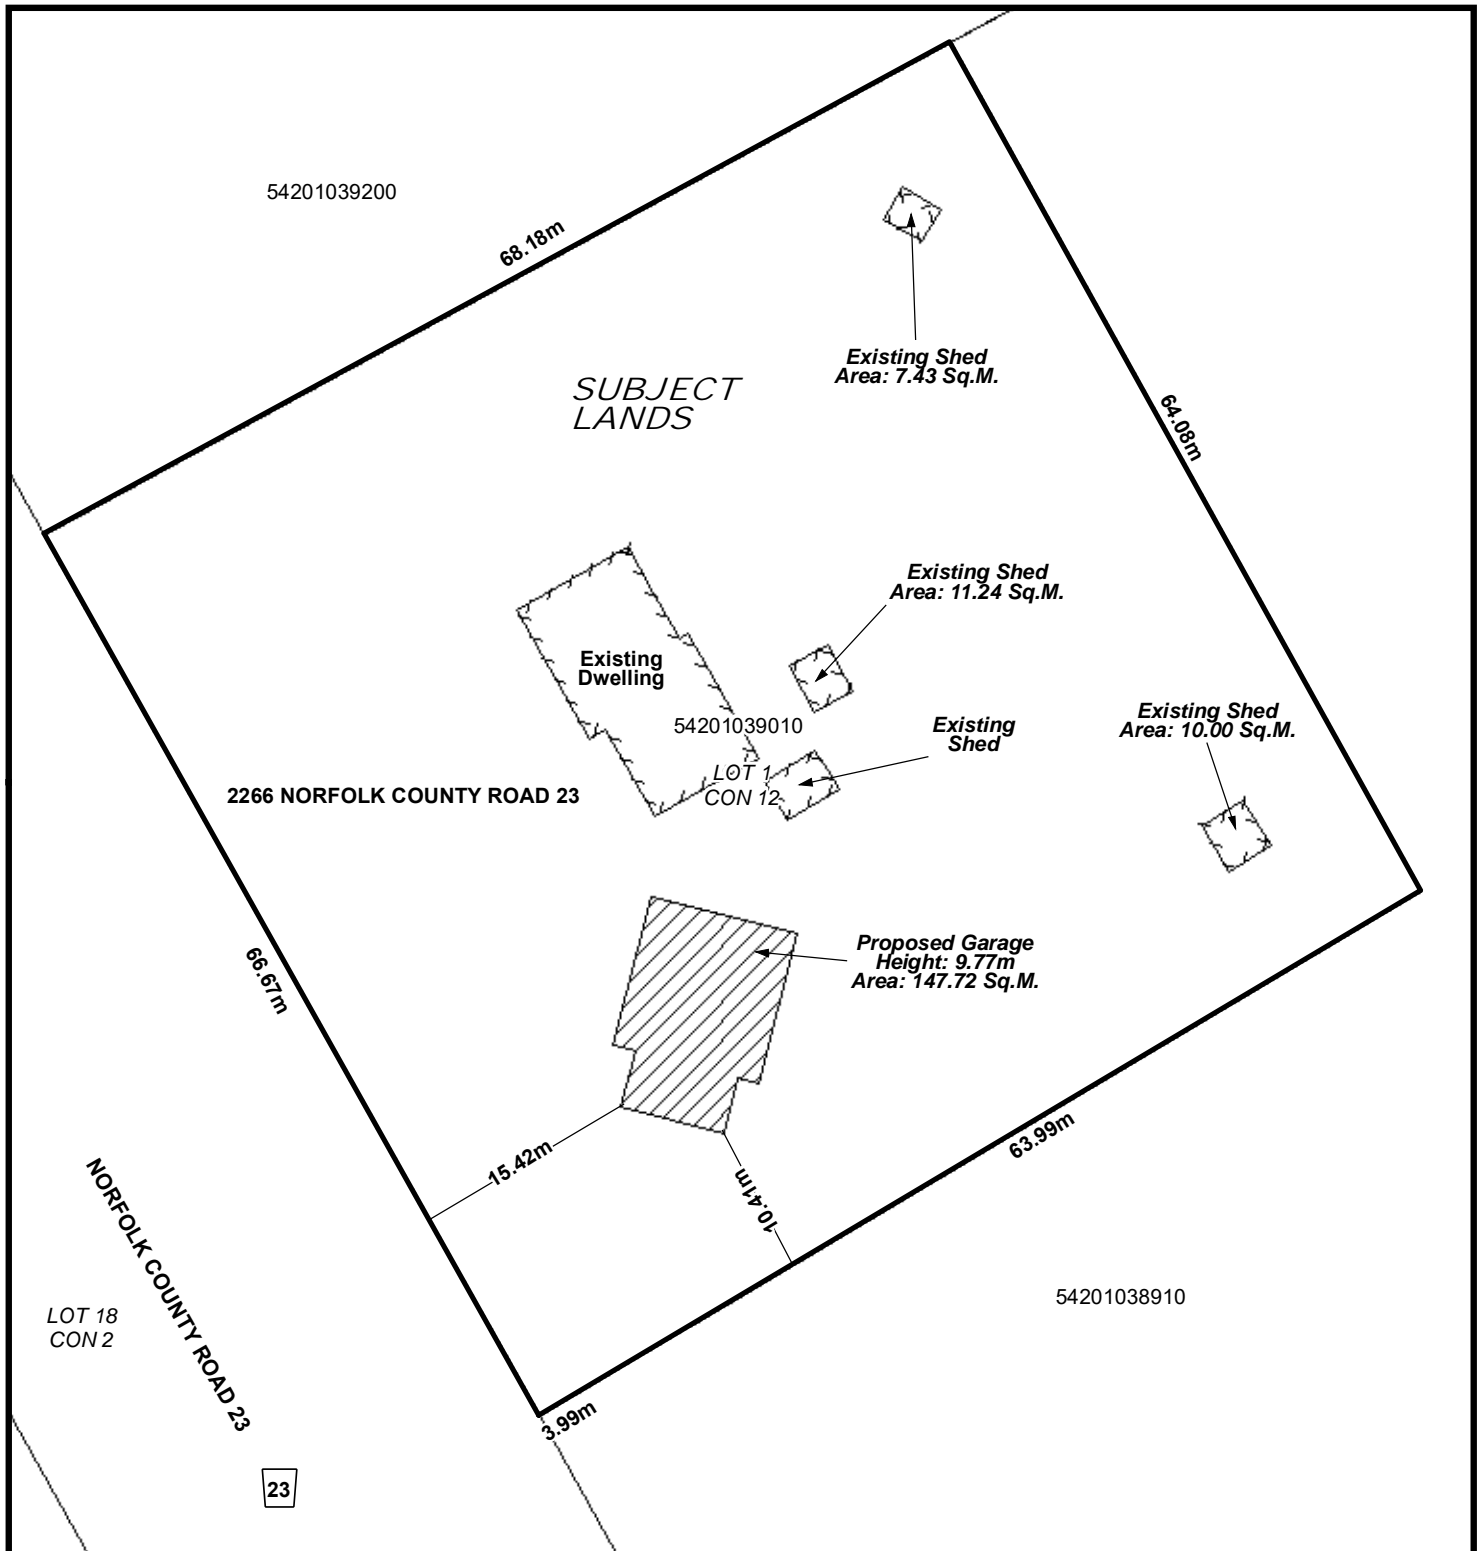 54201039200
68.18m
Existing Shed
Area: 7.43 Sq.M.
SUBJECT
LANDS
64.08m
Existing Shed
Area: 11.24 Sq.M.
Existing
Dwelling
54201039010
Existing
Shed
Existing Shed
Area: 10.00 Sq.M.
LOT 1
CON 12
2266 NORFOLK COUNTY ROAD 23
Proposed Garage
Height: 9.77m
Area: 147.72 Sq.M.
66.67m
63.99m
15.42m
10.41m
NORFOLK COUNTY ROAD 23
54201038910
LOT 18
CON 2
3.99m
23